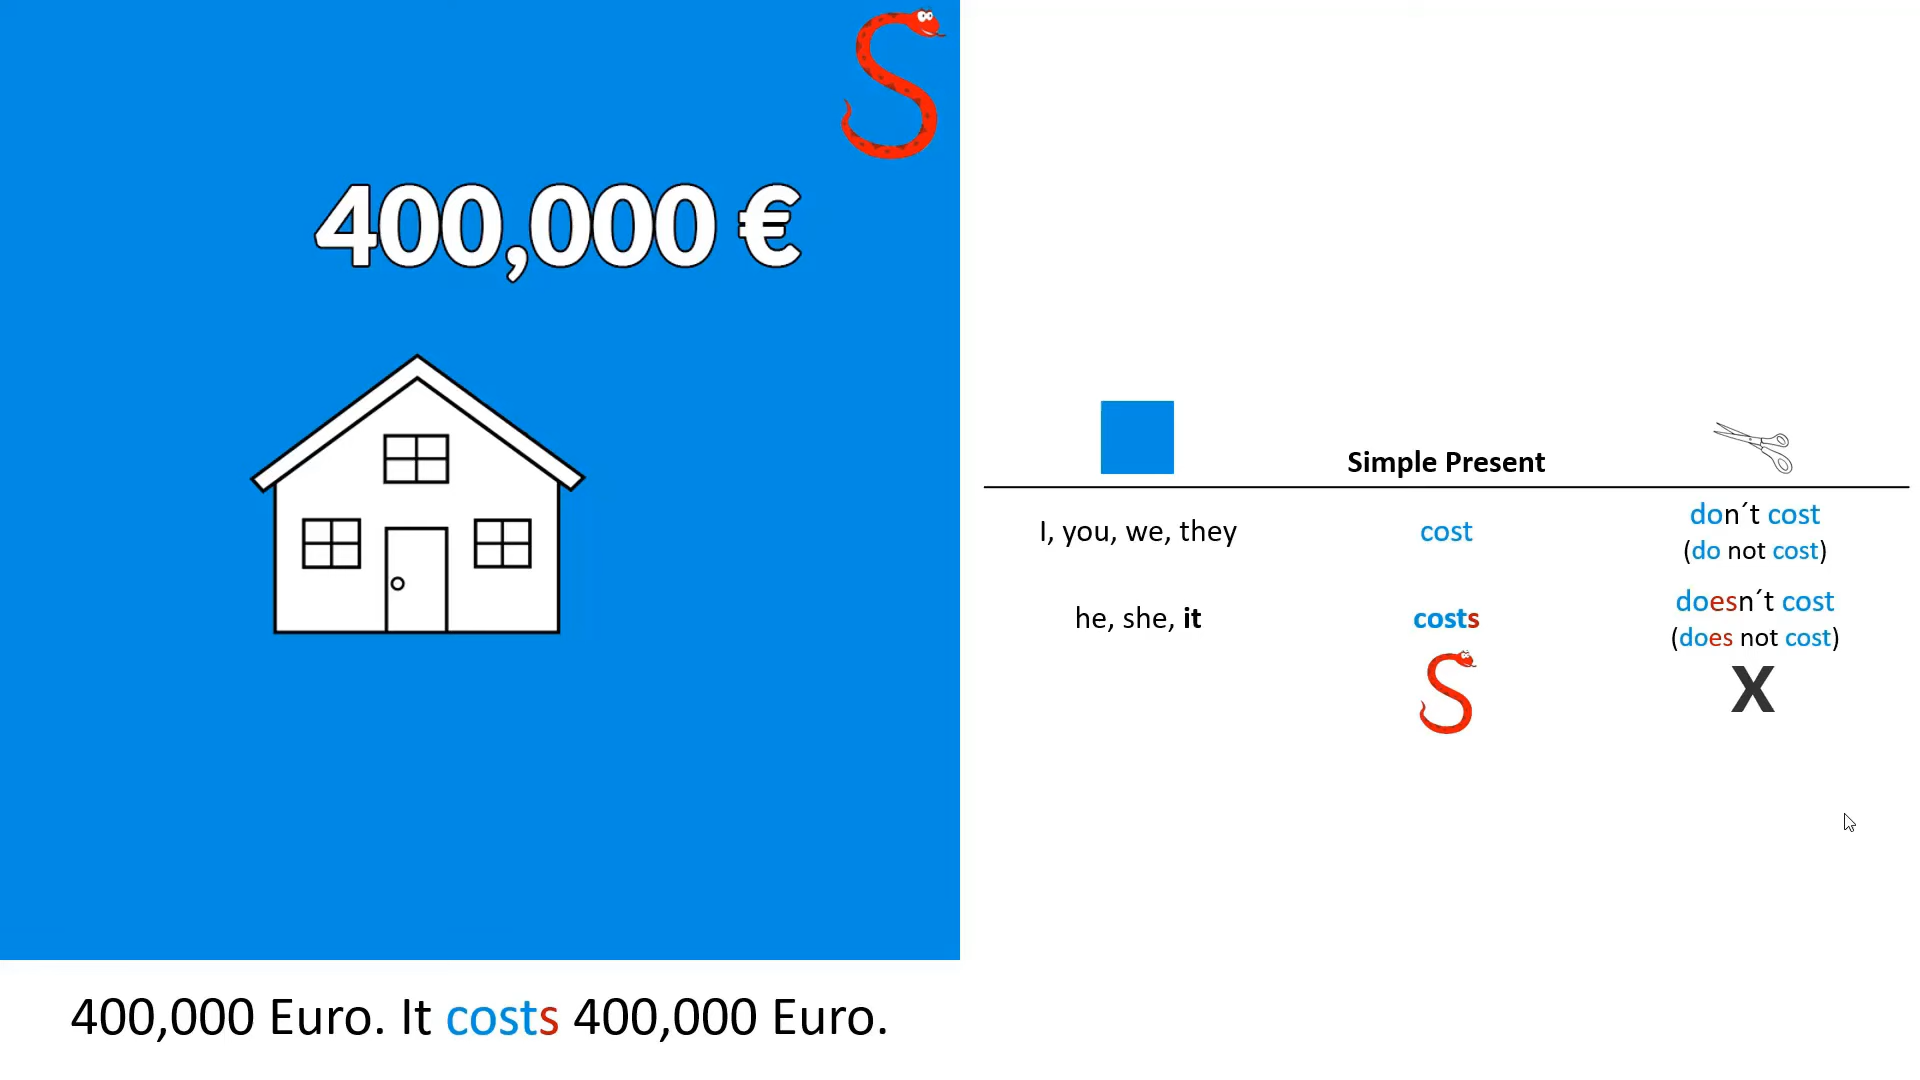 400,000 €
Simple Present
I, you, we, they cost don´t cost
(do not cost)
he, she, it costs doesn´t cost
(does not cost)
X
400,000 Euro. It costs 400,000 Euro.